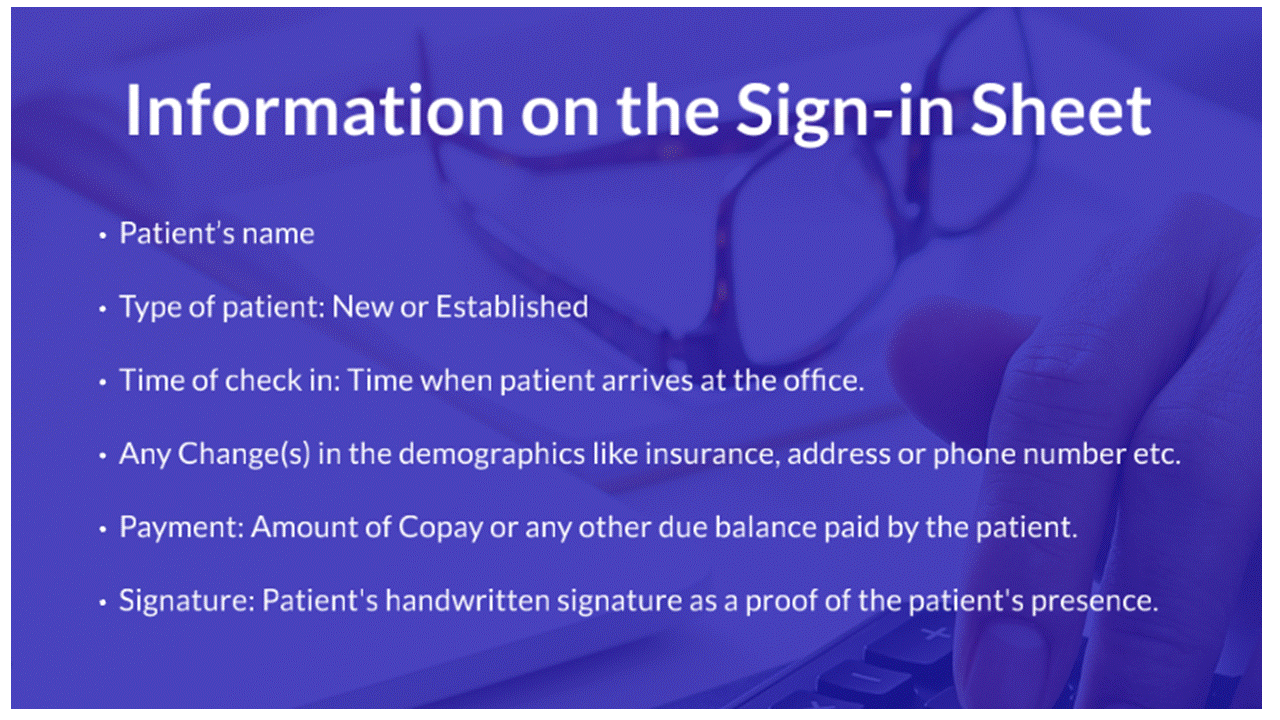 Information on the Sign-in Sheet
• Patient’s name
• Type of patient: New or Established
• Time of check in: Time when patient arrives at the office.
• Any Change(s) in the demographics like insurance, address or phone number etc.
• Payment: Amount of Copay or any other due balance paid by the patient.
• Signature: Patient's handwritten signature as a proof of the patient's presence.